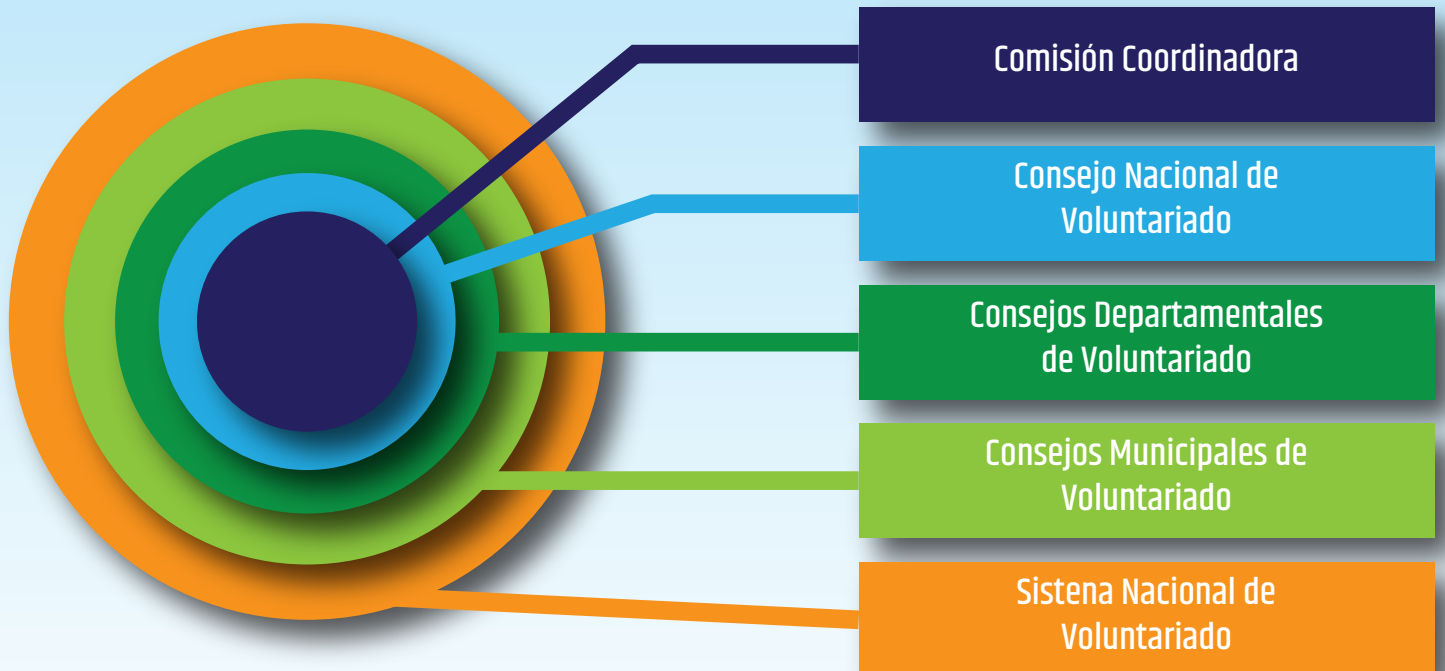 Comisión Coordinadora
Consejo Nacional de
Voluntariado
Consejos Departamentales
de Voluntariado
Consejos Municipales de
Voluntariado
Sistena Nacional de
Voluntariado